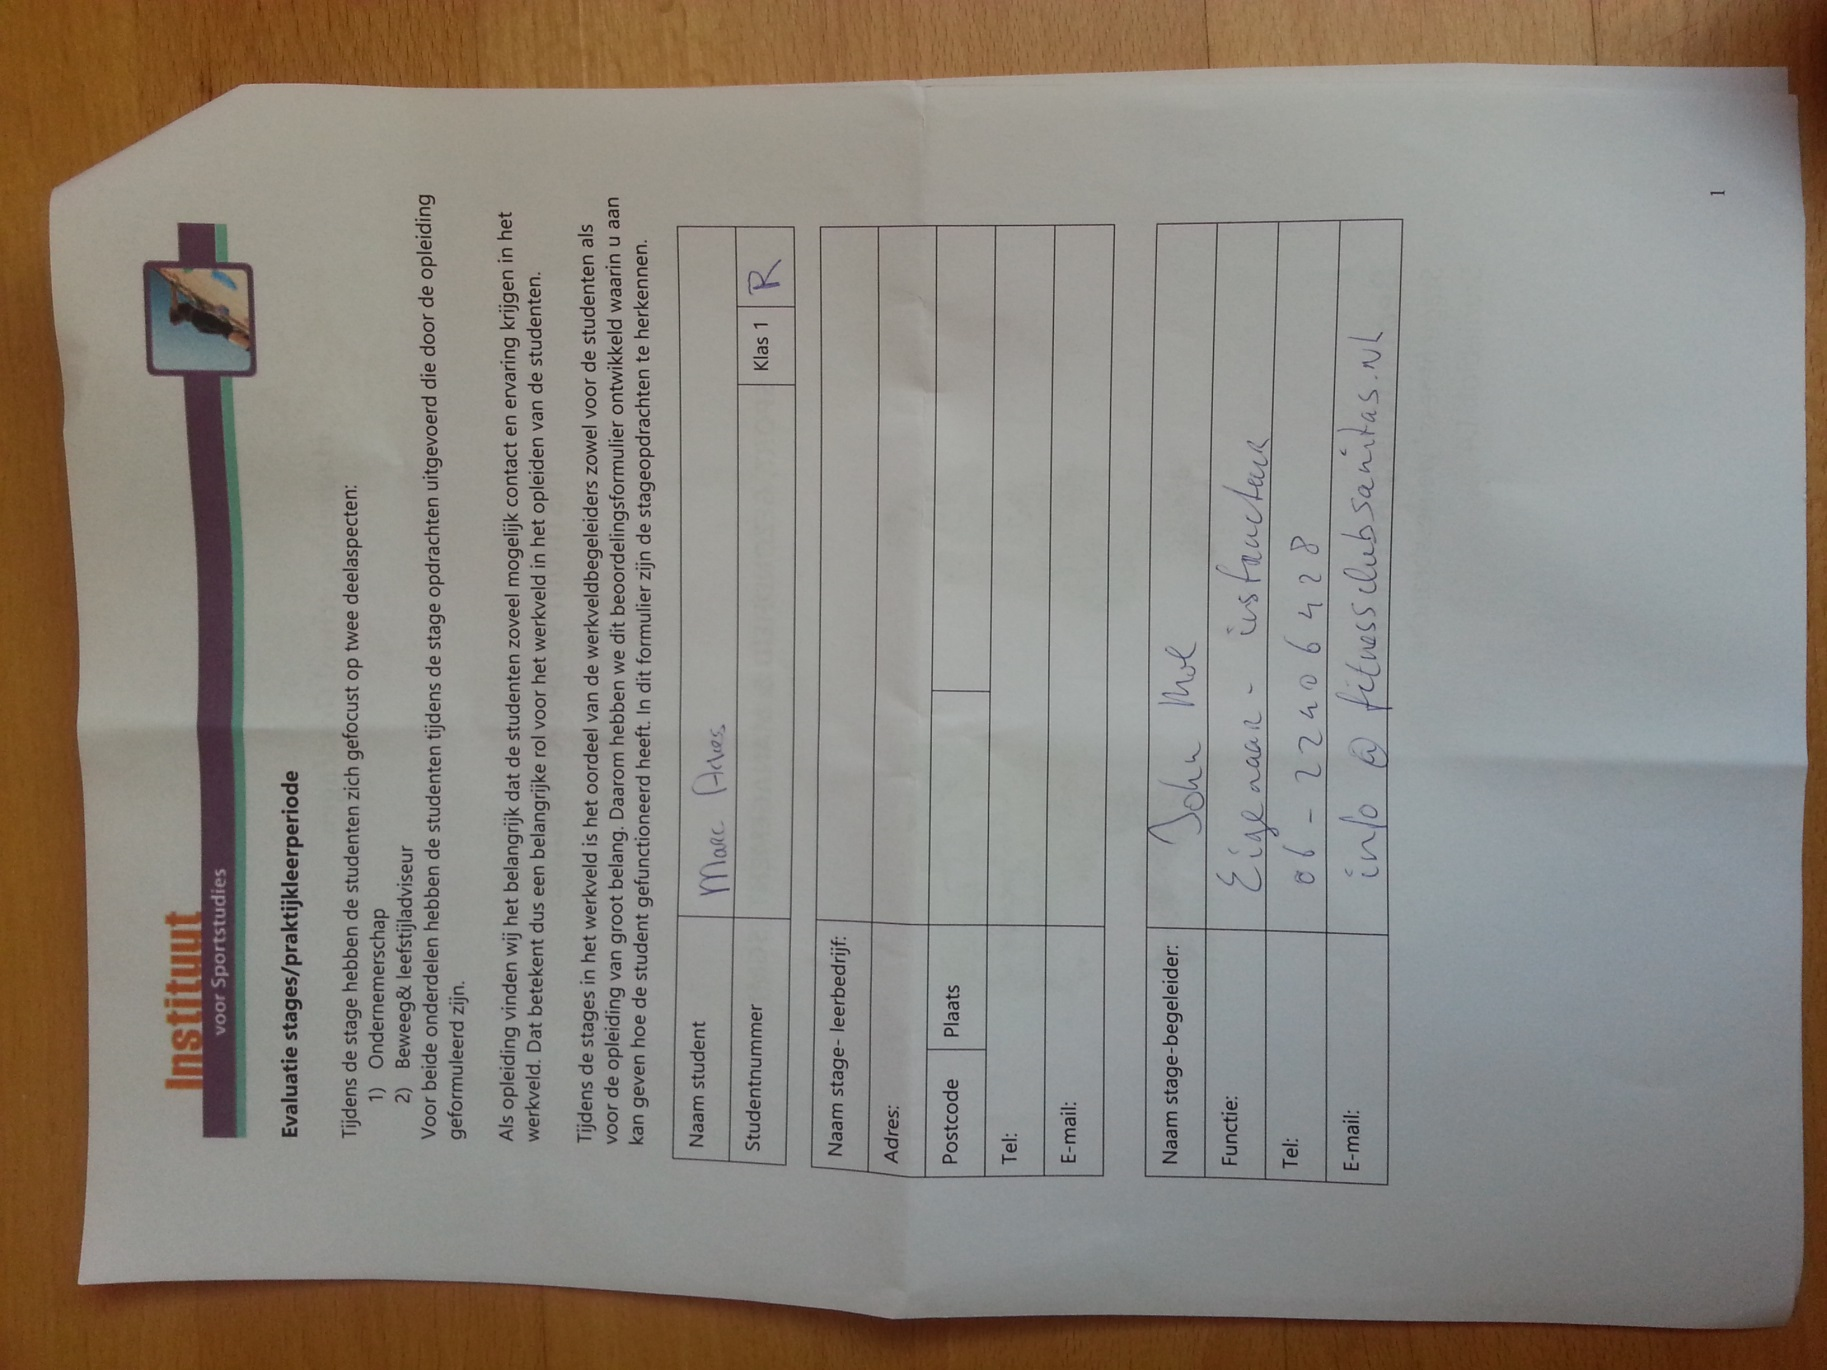 Instituut
voor Sportstudies
Evaluatie stages/praktijkleerperiode
Tijdens de stage hebben de studenten zich gefocust op twee deelaspecten:
1) Ondernemerschap
2) Beweeg& leefstijladviseur
Voor beide onderdelen hebben de studenten tijdens de stage opdrachten uitgevoerd die door de opleiding
geformuleerd zijn.
Als opleiding vinden wij het belangrijk dat de studenten zoveel mogelijk contact en ervaring krijgen in het
werkveld. Dat betekent dus een belangrijke rol voor het werkveld in het opleiden van de studenten.
Tijdens de stages in het werkveld is het oordeel van de werkveldbegeleiders zowel voor de studenten als
voor de opleiding van groot belang. Daarom hebben we dit beoordelingsformulier ontwikkeld waarin u aan
kan geven hoe de student gefunctioneerd heeft. In dit formulier zijn de stageopdrachten te herkennen.
Naam student Marc
Studentnummer Klas 1 R
Naam stage- leerbedrijf:
Adres:
Postcode Plaats
Tel:
E-mail:
Naam stage-begeleider: John Mol
Functie: Eigenaar - instructeur
Tel: 06-22406428
E-mail: info@fitnessclubsanitas.nl
1